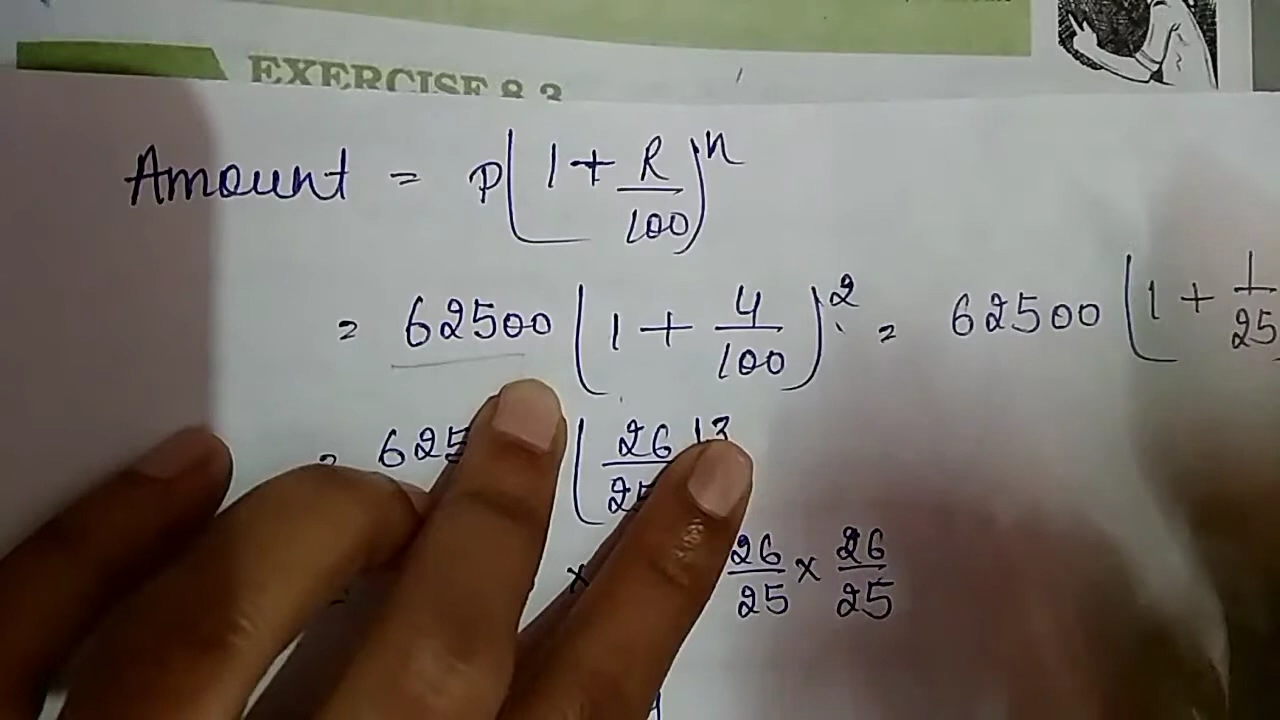 EXERCISE 8.3
Amount = P(1 + R/100)^n
= 62500 (1 + 4/100)^2 = 62500 (1 + 1/25
= 625 (26/25
× 26/25 × 26/25